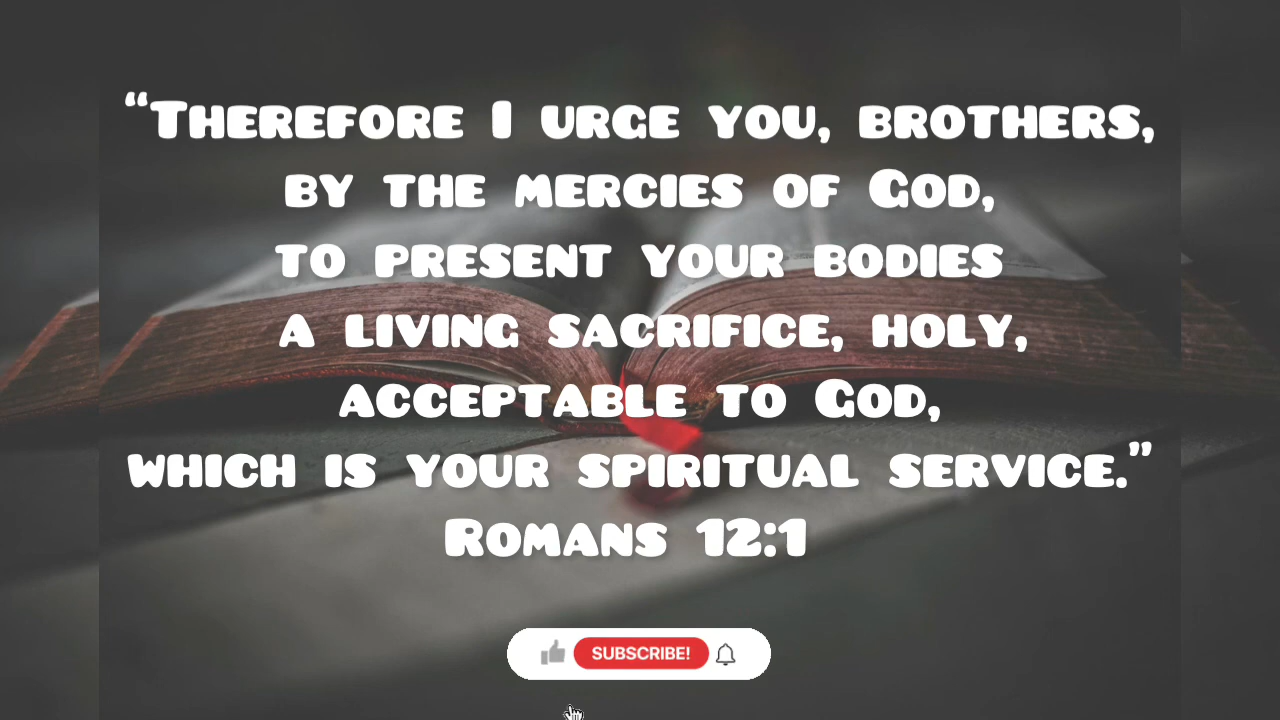 “Therefore I urge you, brothers,
by the mercies of God,
to present your bodies
a living sacrifice, holy,
acceptable to God,
which is your spiritual service.”
Romans 12:1
SUBSCRIBE!